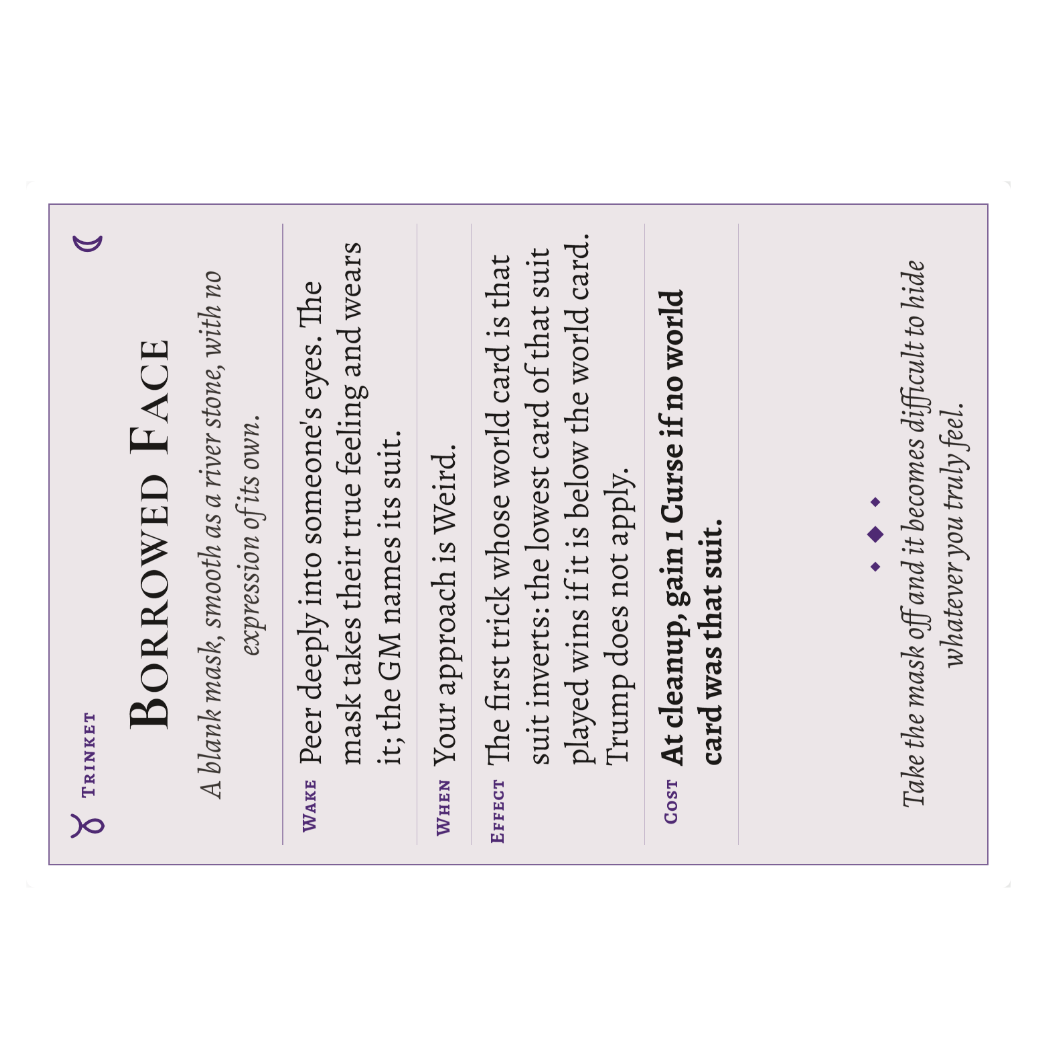 Trinket
Borrowed Face
A blank mask, smooth as a river stone, with no
expression of its own.
Wake Peer deeply into someone's eyes. The
mask takes their true feeling and wears
it; the GM names its suit.
When Your approach is Weird.
Effect The first trick whose world card is that
suit inverts: the lowest card of that suit
played wins if it is below the world card.
Trump does not apply.
Cost At cleanup, gain 1 Curse if no world
card was that suit.
Take the mask off and it becomes difficult to hide
whatever you truly feel.